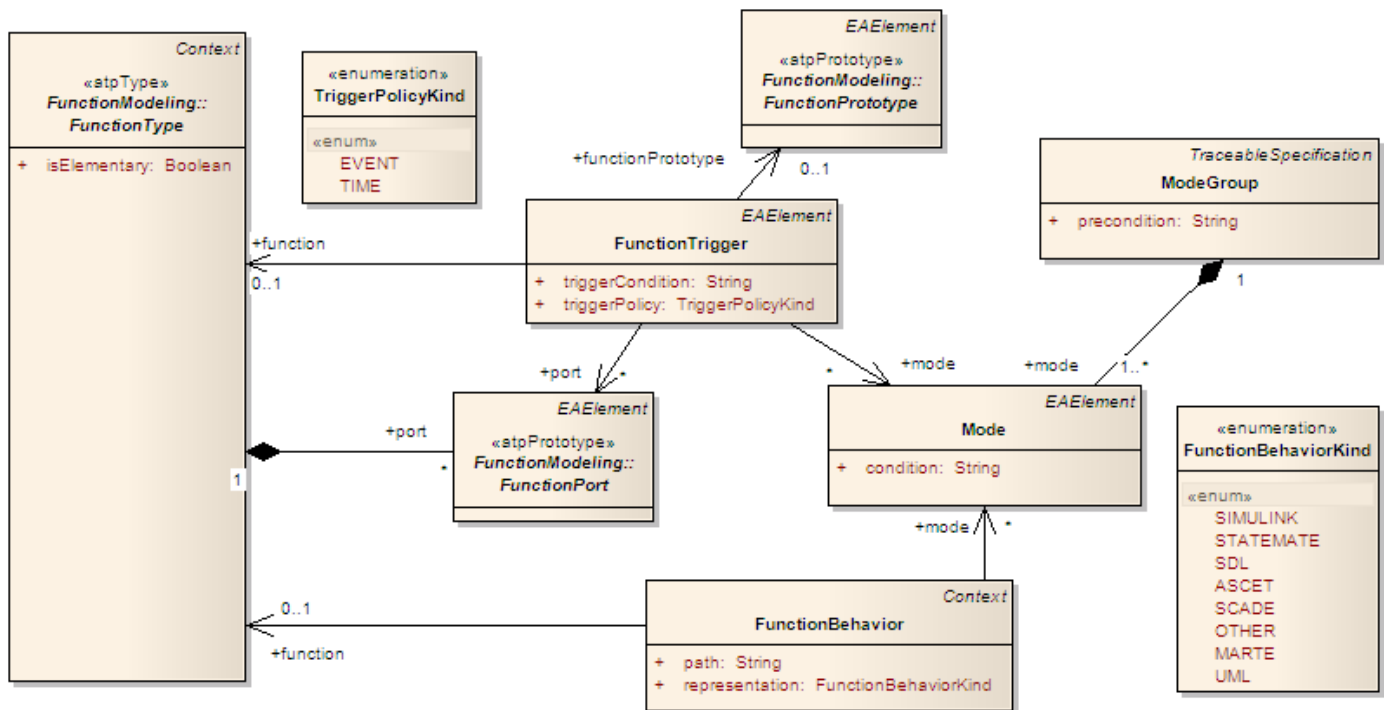 Context
«atpType»
FunctionModeling::
FunctionType
+ isElementary: Boolean
«enumeration»
TriggerPolicyKind
«enum»
EVENT
TIME
EAElement
«atpPrototype»
FunctionModeling::
FunctionPrototype
+functionPrototype
0..1
TraceableSpecification
ModeGroup
+ precondition: String
1
EAElement
FunctionTrigger
+ triggerCondition: String
+ triggerPolicy: TriggerPolicyKind
+function
0..1
+port
*
+mode
*
+mode
1..*
EAElement
«atpPrototype»
FunctionModeling::
FunctionPort
+port
*
1
EAElement
Mode
+ condition: String
+mode
*
«enumeration»
FunctionBehaviorKind
«enum»
SIMULINK
STATEMATE
SDL
ASCET
SCADE
OTHER
MARTE
UML
0..1
+function
Context
FunctionBehavior
+ path: String
+ representation: FunctionBehaviorKind